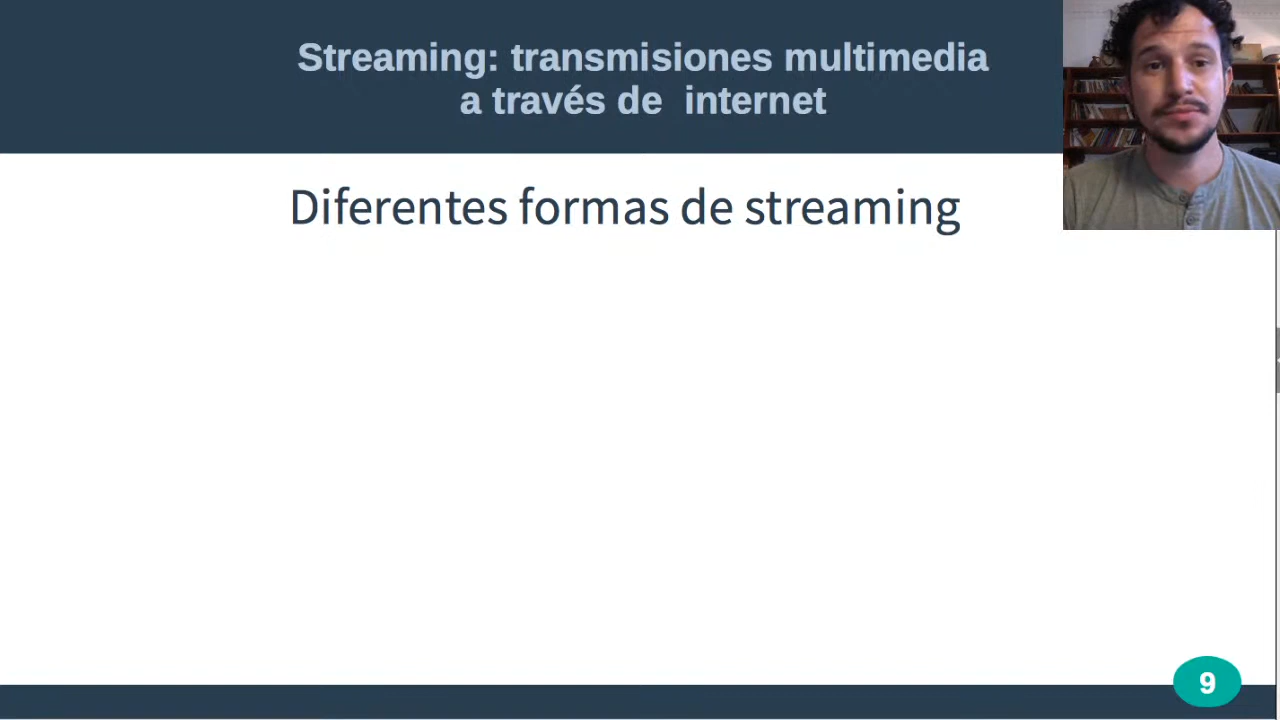 Streaming: transmisiones multimedia
a través de  internet
Diferentes formas de streaming
9